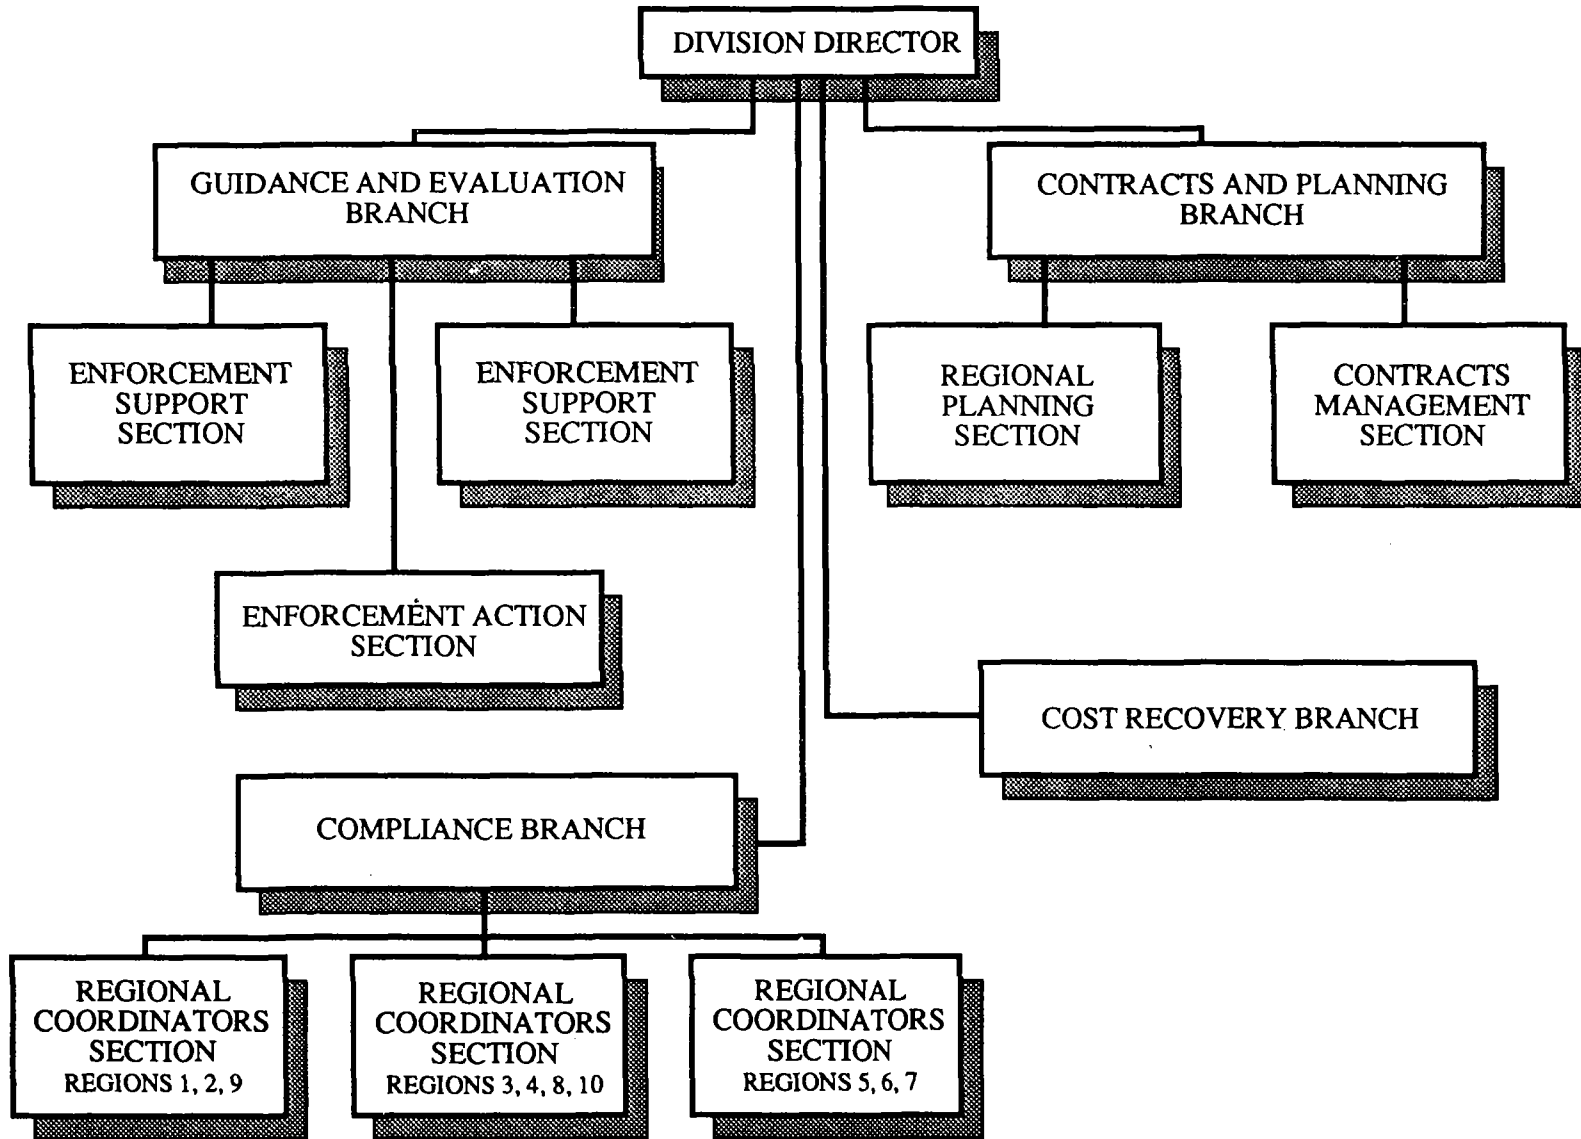 DIVISION DIRECTOR
GUIDANCE AND EVALUATION
BRANCH
CONTRACTS AND PLANNING
BRANCH
ENFORCEMENT
SUPPORT
SECTION
ENFORCEMENT
SUPPORT
SECTION
REGIONAL
PLANNING
SECTION
CONTRACTS
MANAGEMENT
SECTION
ENFORCEMENT ACTION
SECTION
COST RECOVERY BRANCH
COMPLIANCE BRANCH
REGIONAL
COORDINATORS
SECTION
REGIONS 1, 2, 9
REGIONAL
COORDINATORS
SECTION
REGIONS 3, 4, 8, 10
REGIONAL
COORDINATORS
SECTION
REGIONS 5, 6, 7